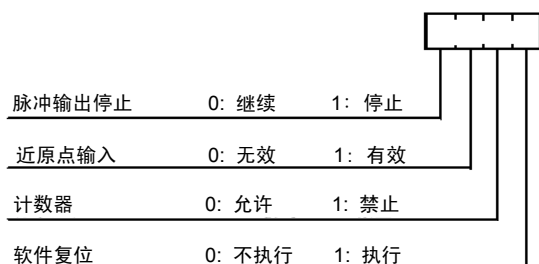 脉冲输出停止 0: 继续 1: 停止
近原点输入 0: 无效 1: 有效
计数器 0: 允许 1: 禁止
软件复位 0: 不执行 1: 执行